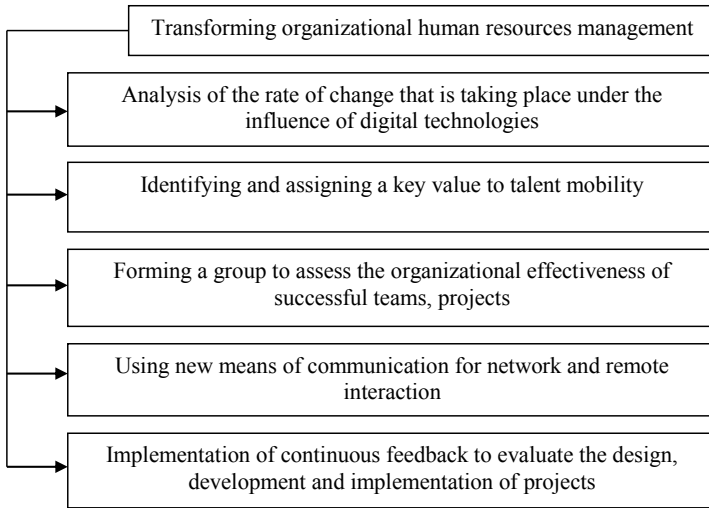 Transforming organizational human resources management
Analysis of the rate of change that is taking place under the
influence of digital technologies
Identifying and assigning a key value to talent mobility
Forming a group to assess the organizational effectiveness of
successful teams, projects
Using new means of communication for network and remote
interaction
Implementation of continuous feedback to evaluate the design,
development and implementation of projects